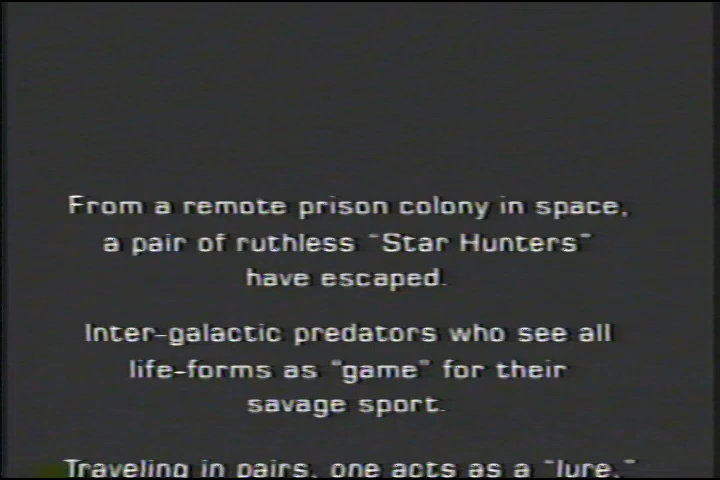 From a remote prison colony in space,
a pair of ruthless "Star Hunters"
have escaped.
Inter-galactic predators who see all
life-forms as "game" for their
savage sport.
Traveling in pairs, one acts as a "lure,"